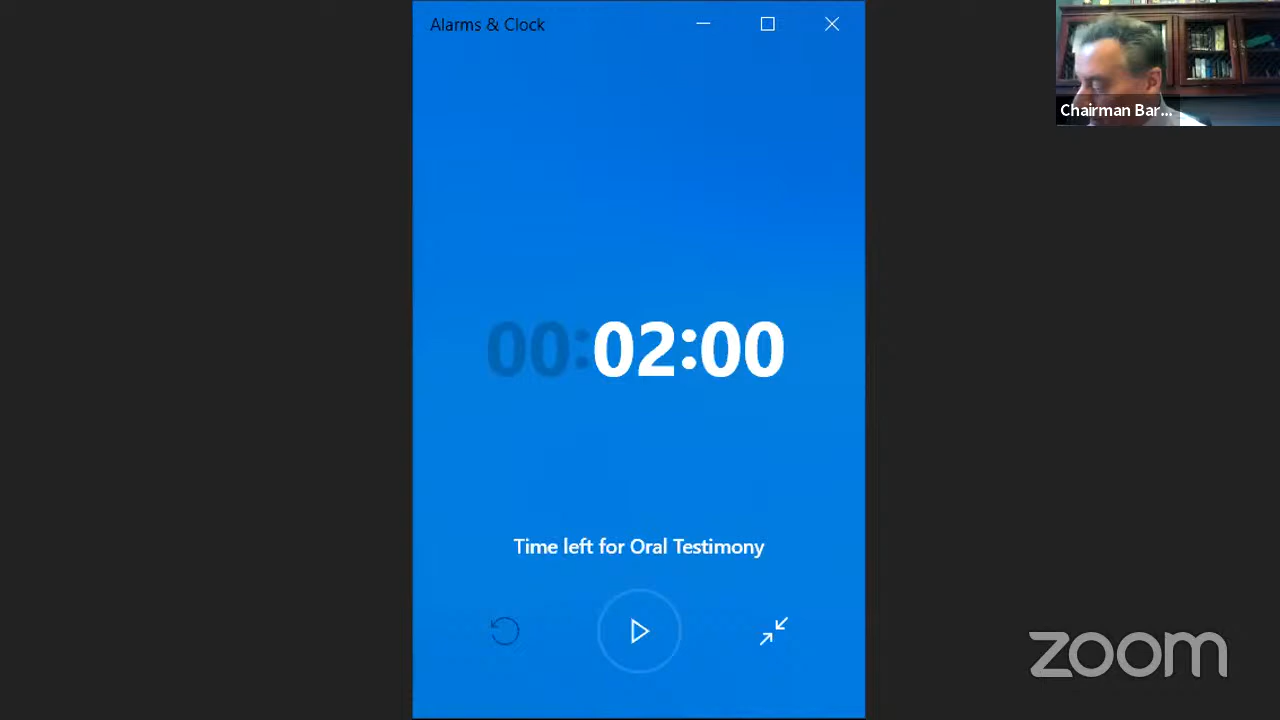 Alarms & Clock
Chairman Bar...
00:02:00
Time left for Oral Testimony
zoom